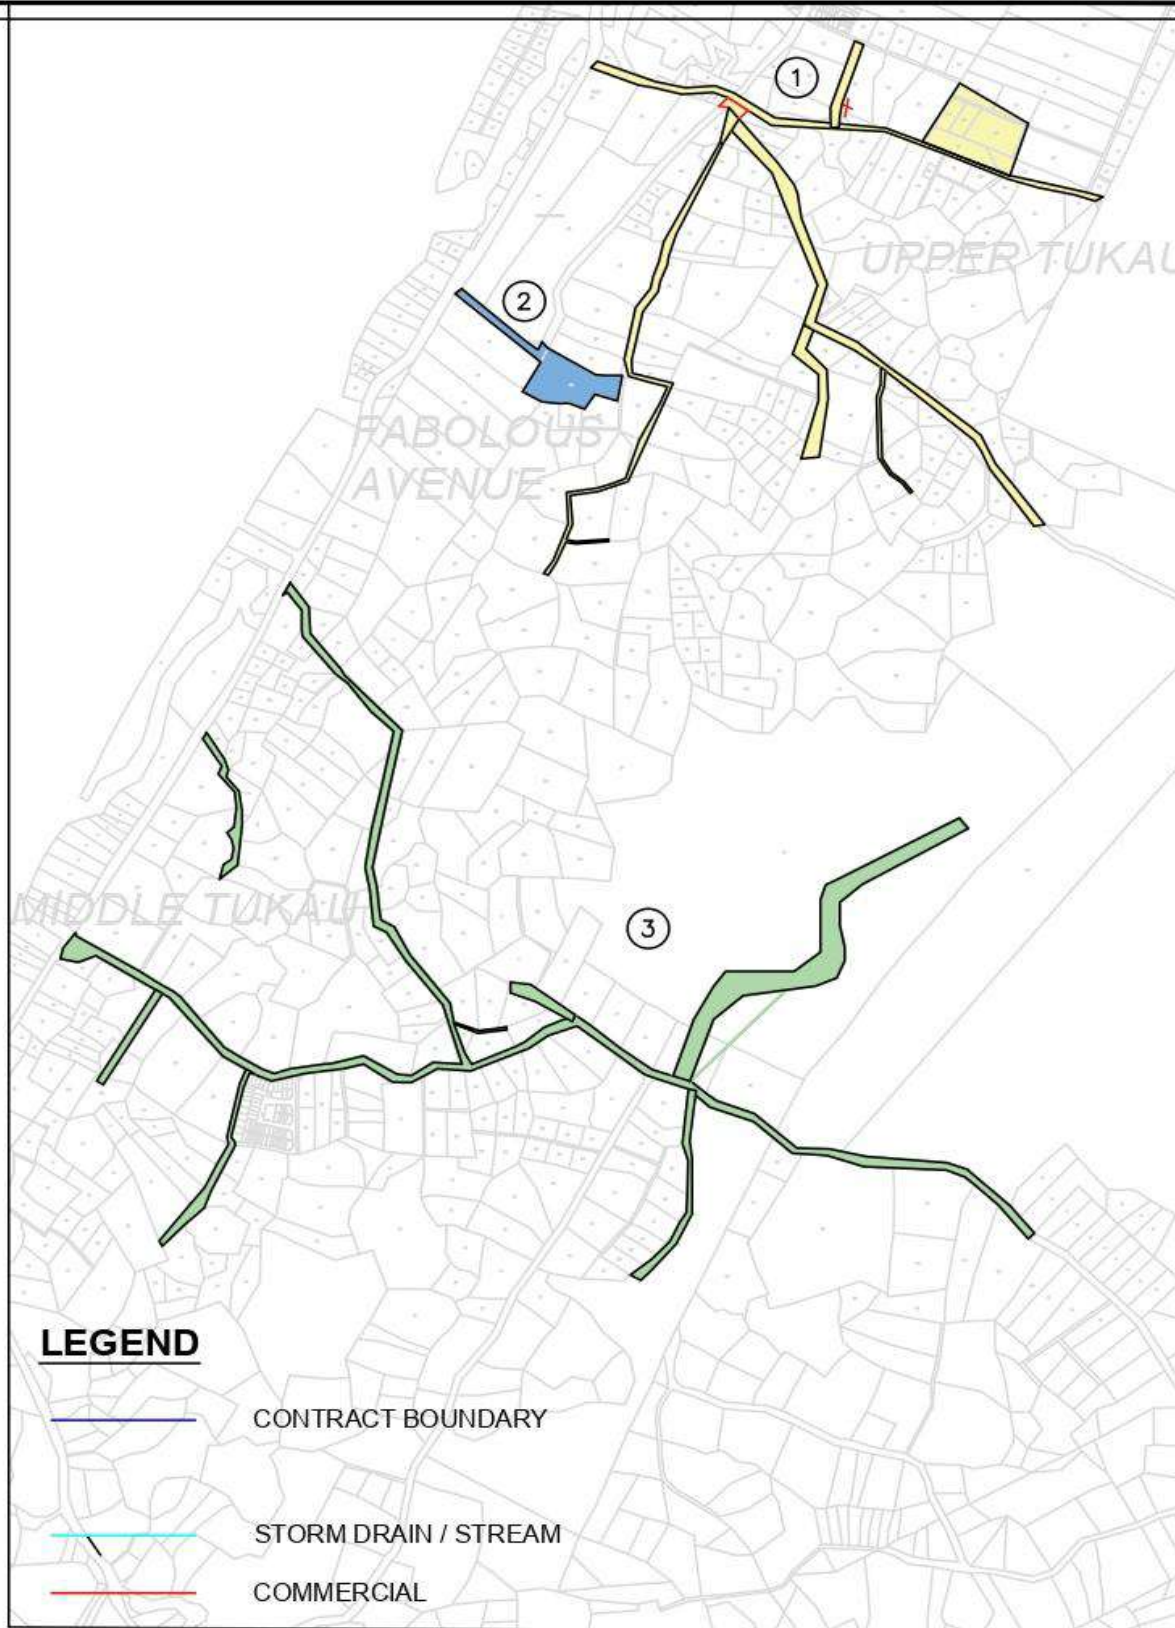 1
UPPER TUKAU
2
FABOLOUS
AVENUE
MIDDLE TUKAU
3
LEGEND
CONTRACT BOUNDARY
STORM DRAIN / STREAM
COMMERCIAL